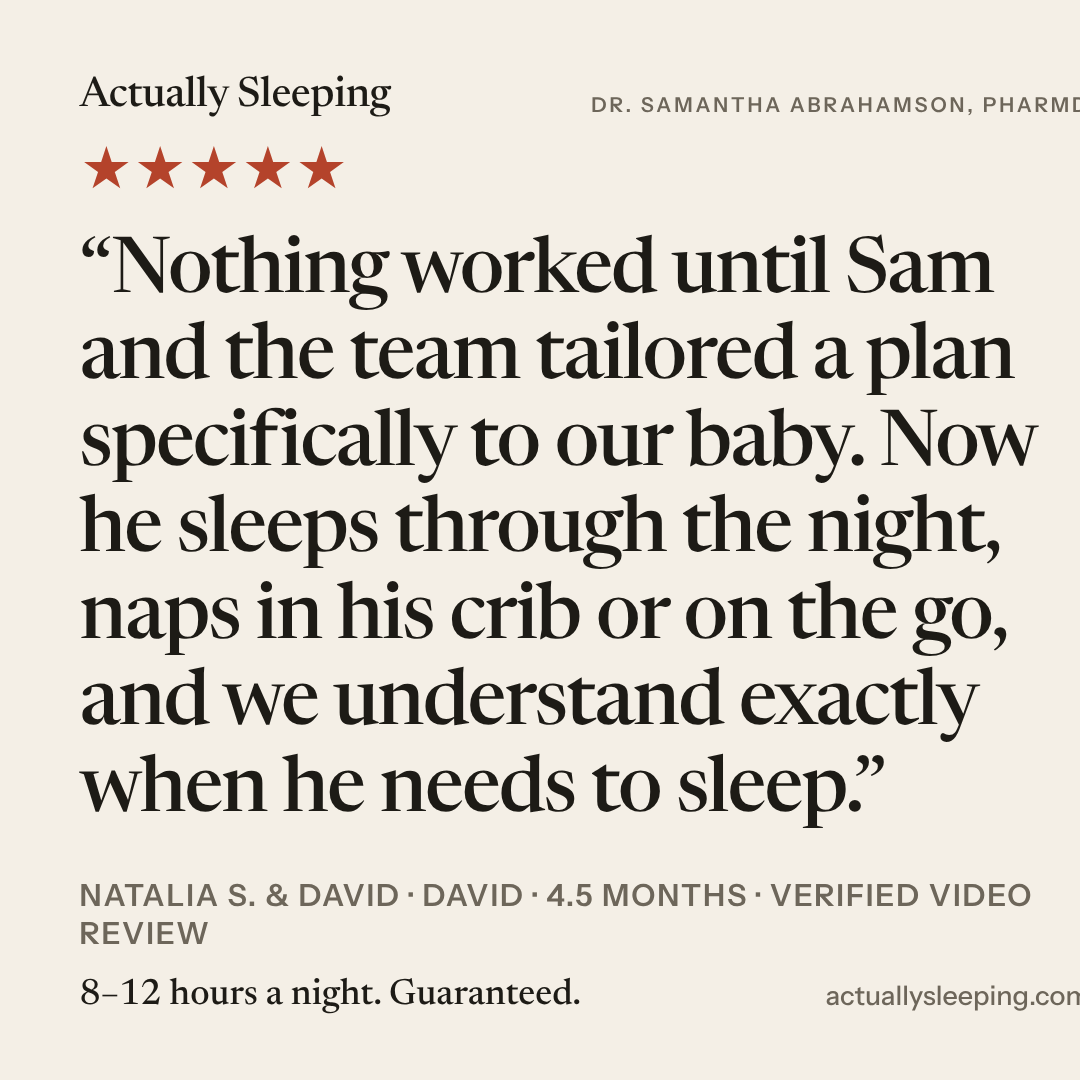 Actually Sleeping
DR. SAMANTHA ABRAHAMSON, PHARMD
★★★★★
“Nothing worked until Sam
and the team tailored a plan
specifically to our baby. Now
he sleeps through the night,
naps in his crib or on the go,
and we understand exactly
when he needs to sleep.”
NATALIA S. & DAVID · DAVID · 4.5 MONTHS · VERIFIED VIDEO
REVIEW
8–12 hours a night. Guaranteed.
actuallysleeping.com